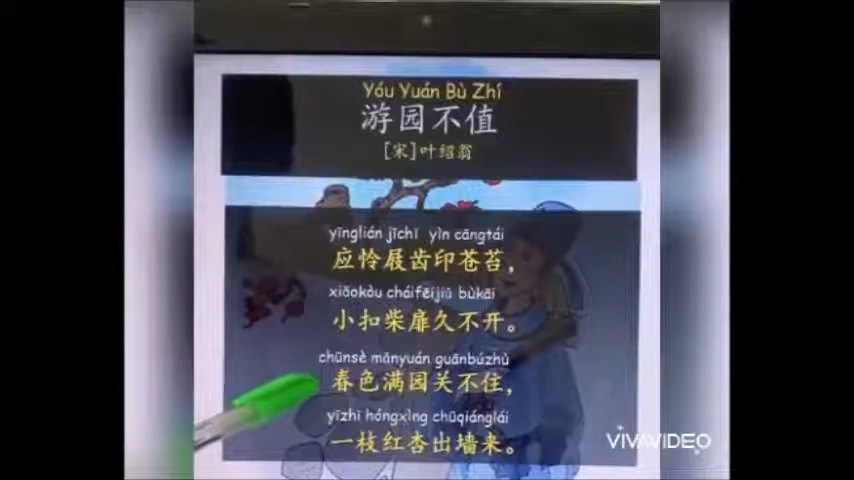 Yóu Yuán Bù Zhí
游园不值
[宋]叶绍翁
yīnglián jīchǐ yìn cāngtái
应怜屐齿印苍苔，
xiǎokòu cháifēijiǔ bùkāi
小扣柴扉久不开。
chūnsè mǎnyuán guānbúzhù
春色满园关不住，
yīzhī hóngxìng chūqiánglái
一枝红杏出墙来。
VIVAVIDEO